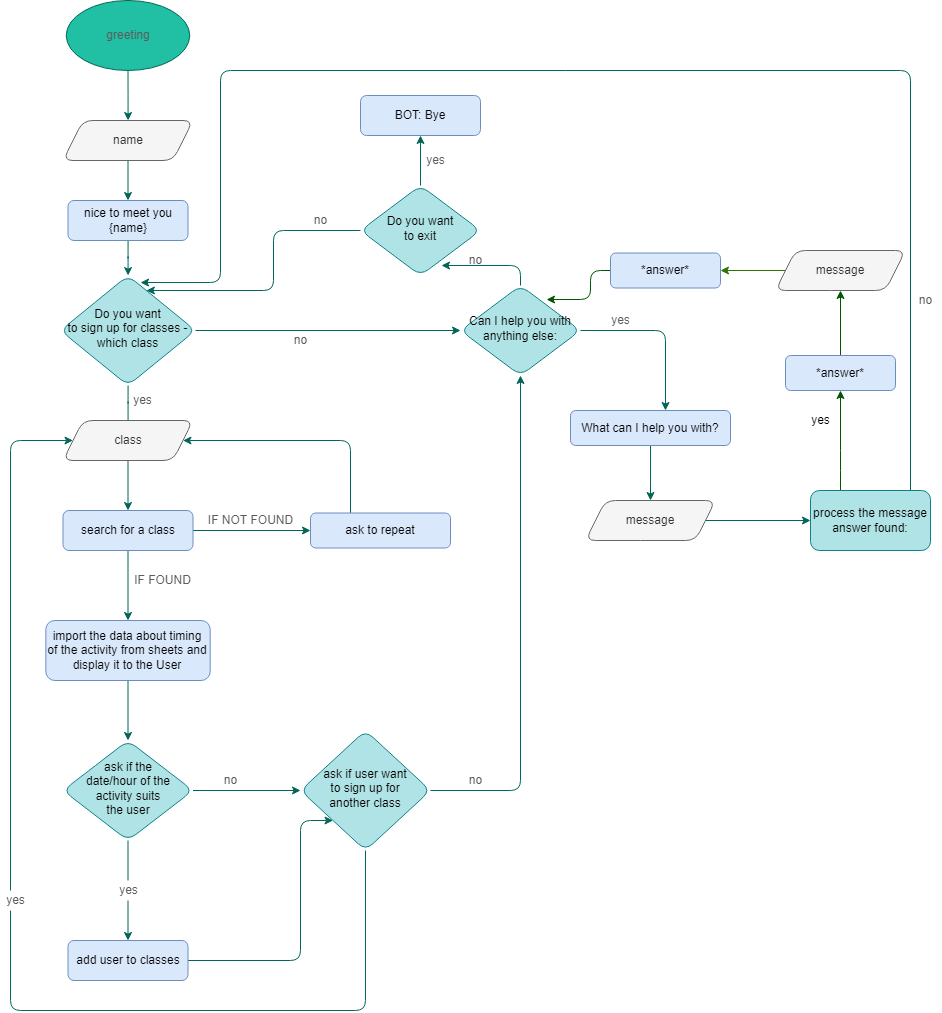 greeting
name
nice to meet you
{name}
BOT: Bye
yes
Do you want
to exit
no
no
Do you want
to sign up for classes -
which class
no
yes
Can I help you with
anything else:
yes
*answer*
message
no
*answer*
yes
What can I help you with?
message
process the message
answer found:
class
search for a class
IF NOT FOUND
ask to repeat
IF FOUND
import the data about timing
of the activity from sheets and
display it to the User
ask if the
date/hour of the
activity suits
the user
no
ask if user want
to sign up for
another class
no
yes
yes
add user to classes